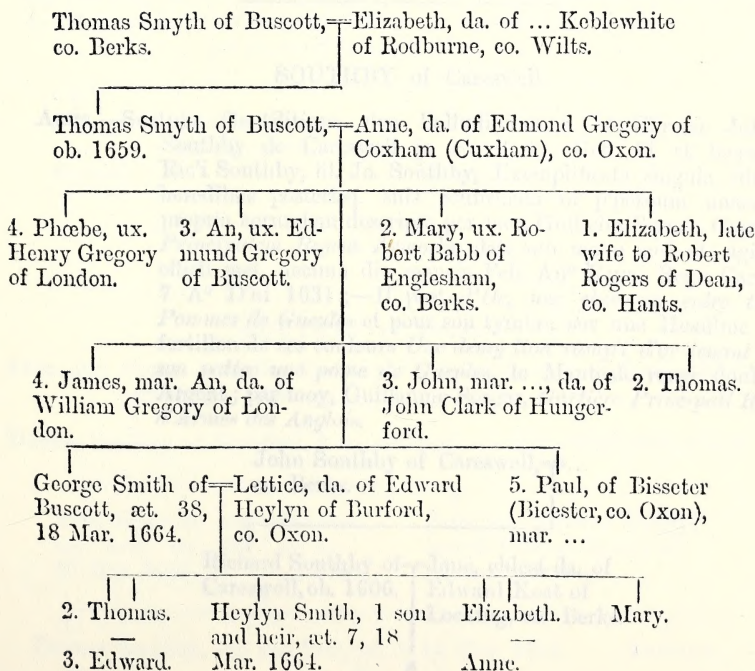 Thomas Smyth of Buscott,
co. Berks.
Elizabeth, da. of ... Keblewhite
of Rodburne, co. Wilts.
Thomas Smyth of Buscott,
ob. 1659.
Anne, da. of Edmond Gregory of
Coxham (Cuxham), co. Oxon.
4. Phœbe, ux.
Henry Gregory
of London.
3. An, ux. Ed-
mund Gregory
of Buscott.
2. Mary, ux. Ro-
bert Babb of
Englesham,
co. Berks.
1. Elizabeth, late
wife to Robert
Rogers of Dean,
co. Hants.
4. James, mar. An, da. of
William Gregory of Lon-
don.
3. John, mar. ..., da. of
John Clark of Hunger-
ford.
2. Thomas.
George Smith of
Buscott, æt. 38,
18 Mar. 1664.
Lettice, da. of Edward
Heylyn of Burford,
co. Oxon.
5. Paul, of Bisseter
(Bicester, co. Oxon),
mar. ...
2. Thomas.
—
3. Edward.
Heylyn Smith, 1 son
and heir, æt. 7, 18
Mar. 1664.
Elizabeth.
—
Anne.
Mary.